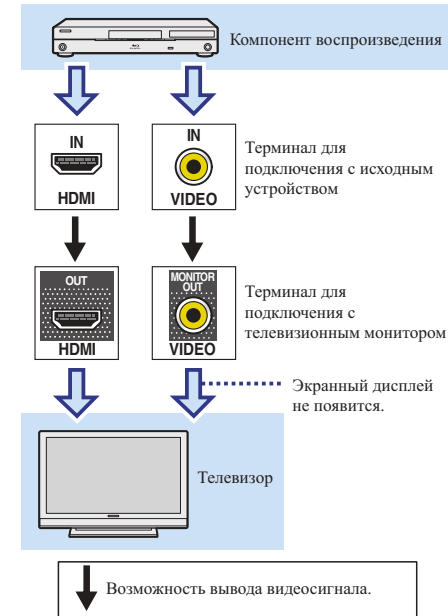 Компонент воспроизведения
IN
HDMI
IN
VIDEO
Терминал для
подключения с исходным
устройством
OUT
HDMI
MONITOR
OUT
VIDEO
Терминал для
подключения с
телевизионным монитором
Экранный дисплей
не появится.
Телевизор
Возможность вывода видеосигнала.